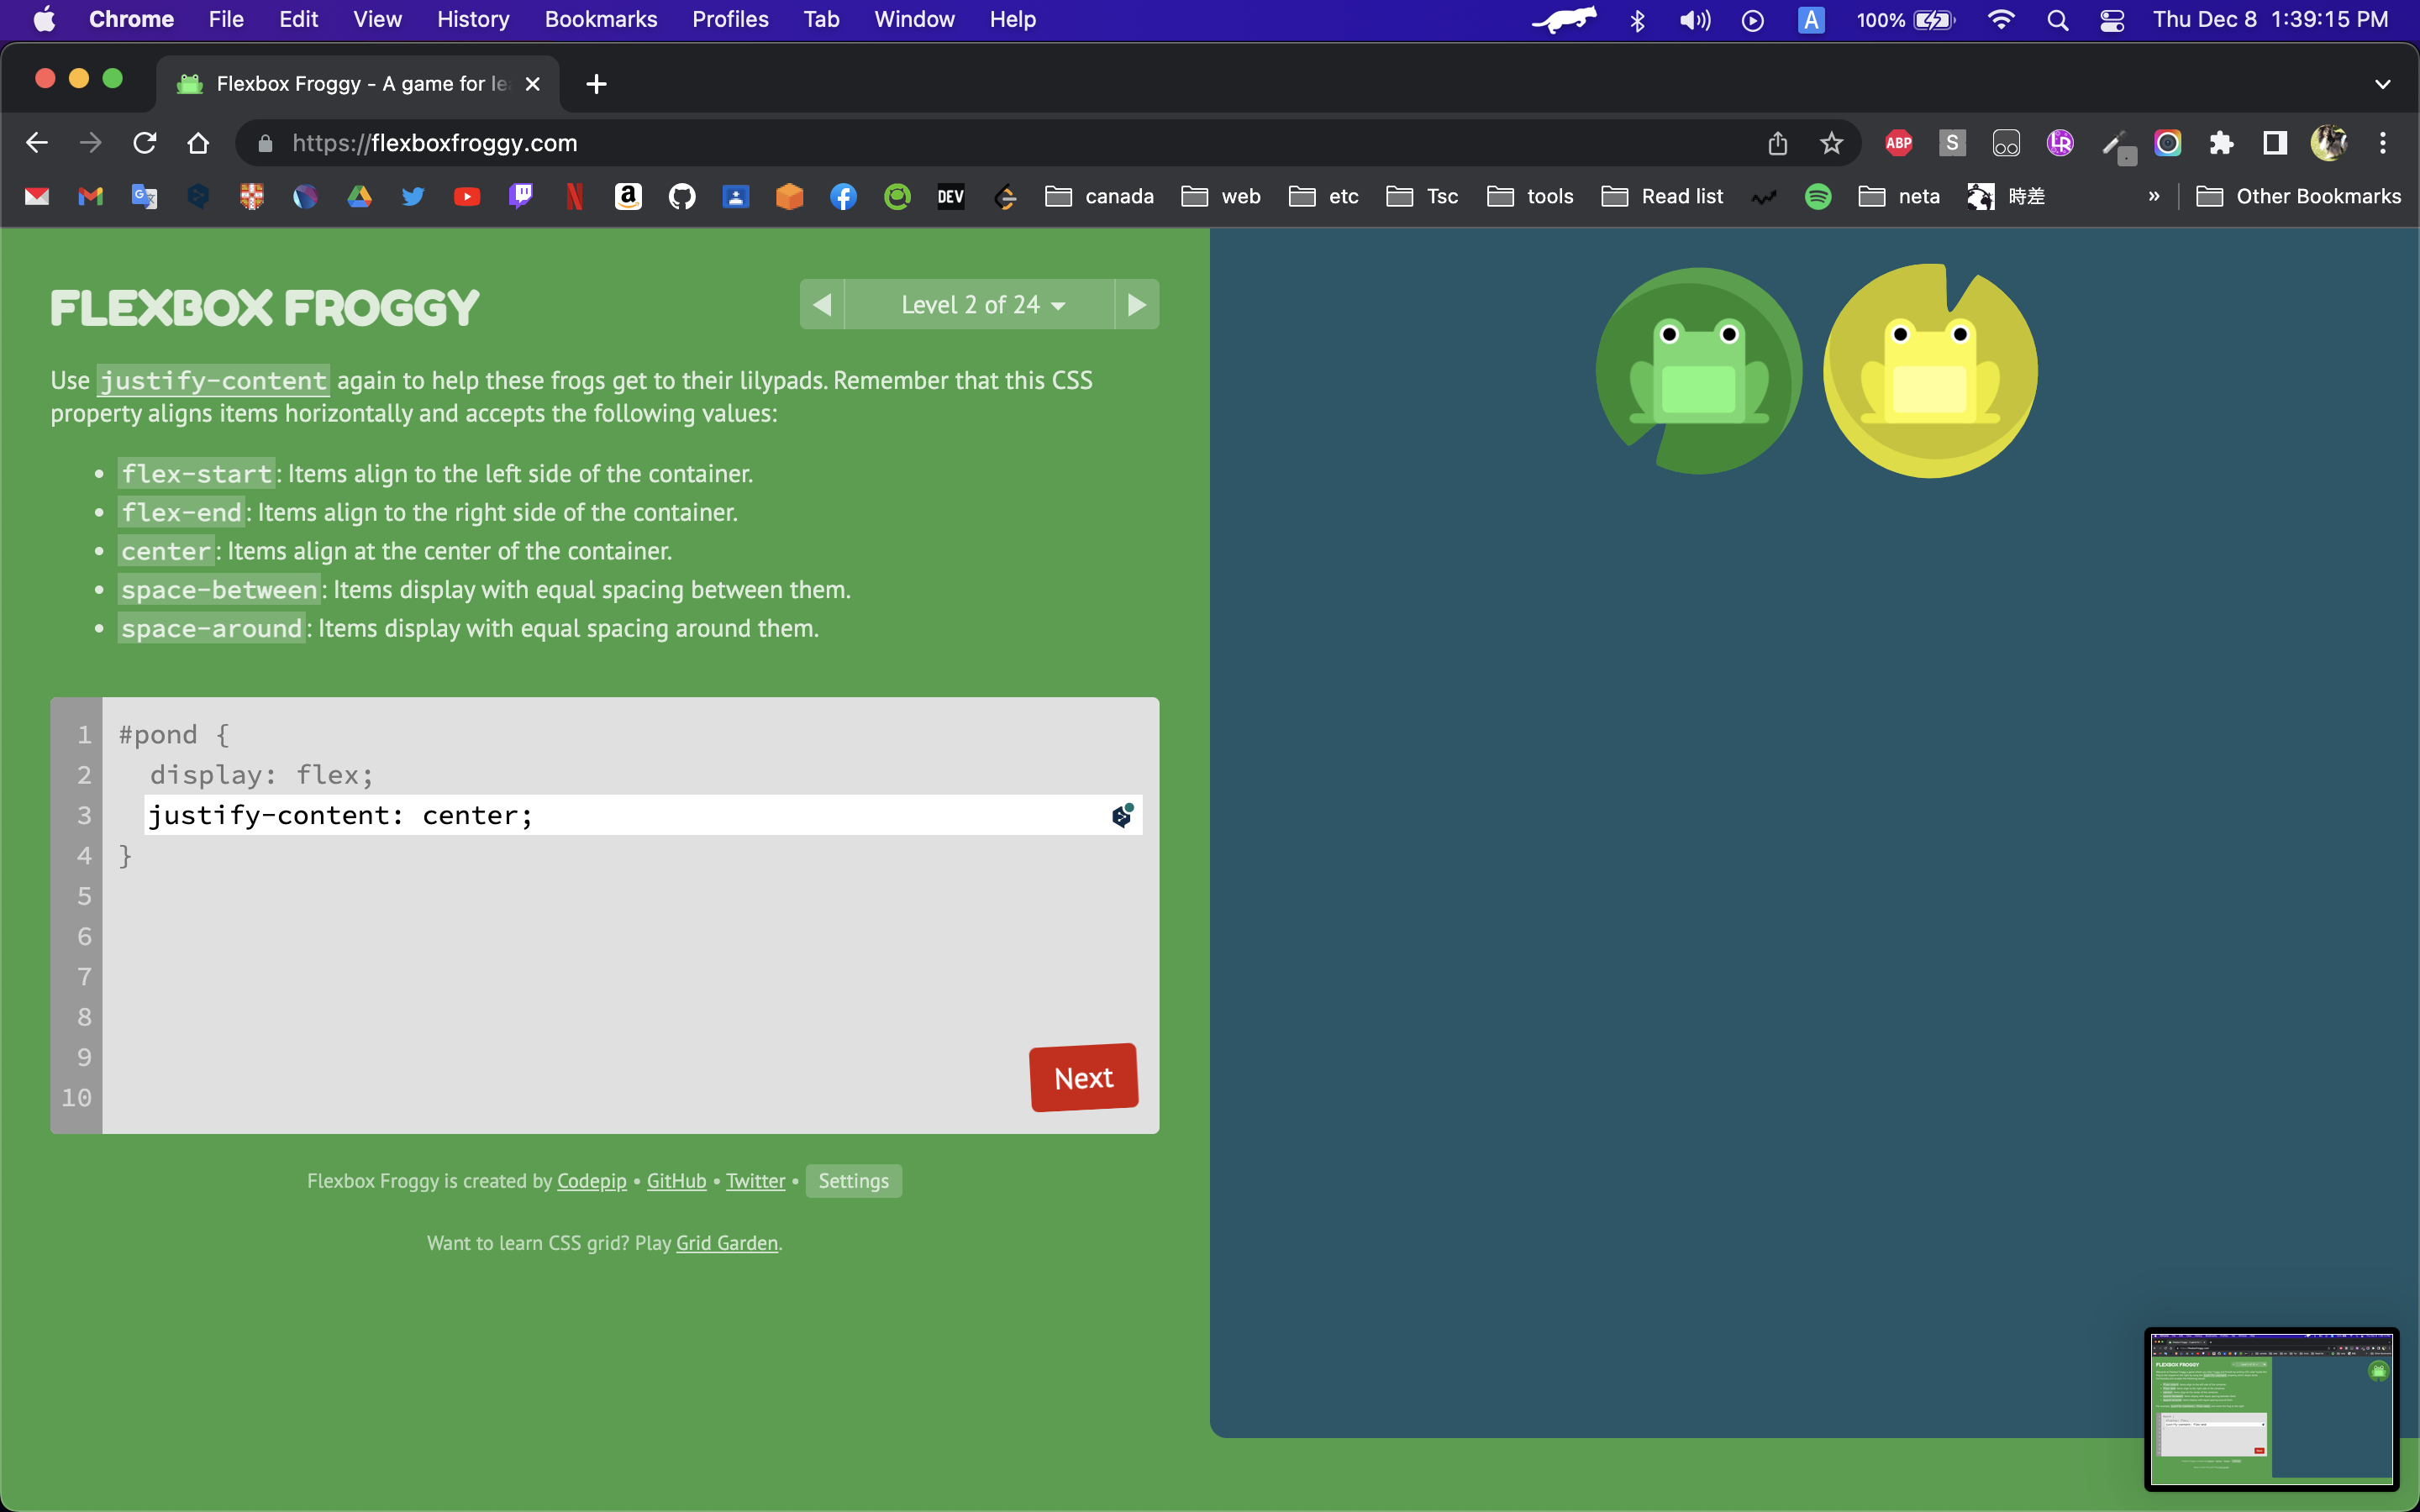 Chrome File Edit View History Bookmarks Profiles Tab Window Help A 100% Thu Dec 8 1:39:15 PM
Flexbox Froggy - A game for le
https://flexboxfroggy.com ABP S LR
DEV canada web etc Tsc tools Read list neta 時差 » Other Bookmarks
FLEXBOX FROGGY
Level 2 of 24
Use justify-content again to help these frogs get to their lilypads. Remember that this CSS
property aligns items horizontally and accepts the following values:
• flex-start: Items align to the left side of the container.
• flex-end: Items align to the right side of the container.
• center: Items align at the center of the container.
• space-between: Items display with equal spacing between them.
• space-around: Items display with equal spacing around them.
1 #pond {
2 display: flex;
3 justify-content: center;
4 }
5
6
7
8
9
10
Next
Flexbox Froggy is created by Codepip • GitHub • Twitter • Settings
Want to learn CSS grid? Play Grid Garden.
FLEXBOX FROGGY